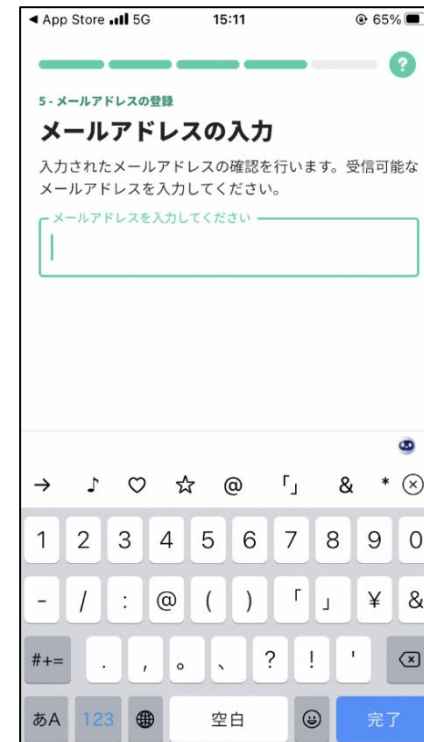 ◀ App Store 5G 15:11 65%
?
5 - メールアドレスの登録
メールアドレスの入力
入力されたメールアドレスの確認を行います。受信可能な
メールアドレスを入力してください。
メールアドレスを入力してください
→ ♪ ♡ ☆ @ 「」 & *
1 2 3 4 5 6 7 8 9 0
- / : @ ( ) 「 」 ¥ &
#+= . , 。 、 ? ! '
あA 123 空白 完了